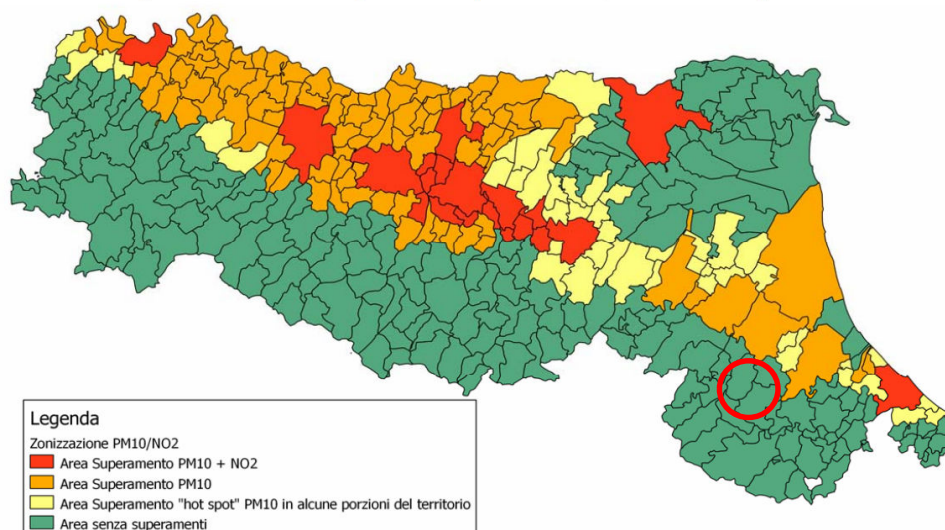 Legenda
Zonizzazione PM10/NO2
Area Superamento PM10 + NO2
Area Superamento PM10
Area Superamento "hot spot" PM10 in alcune porzioni del territorio
Area senza superamenti